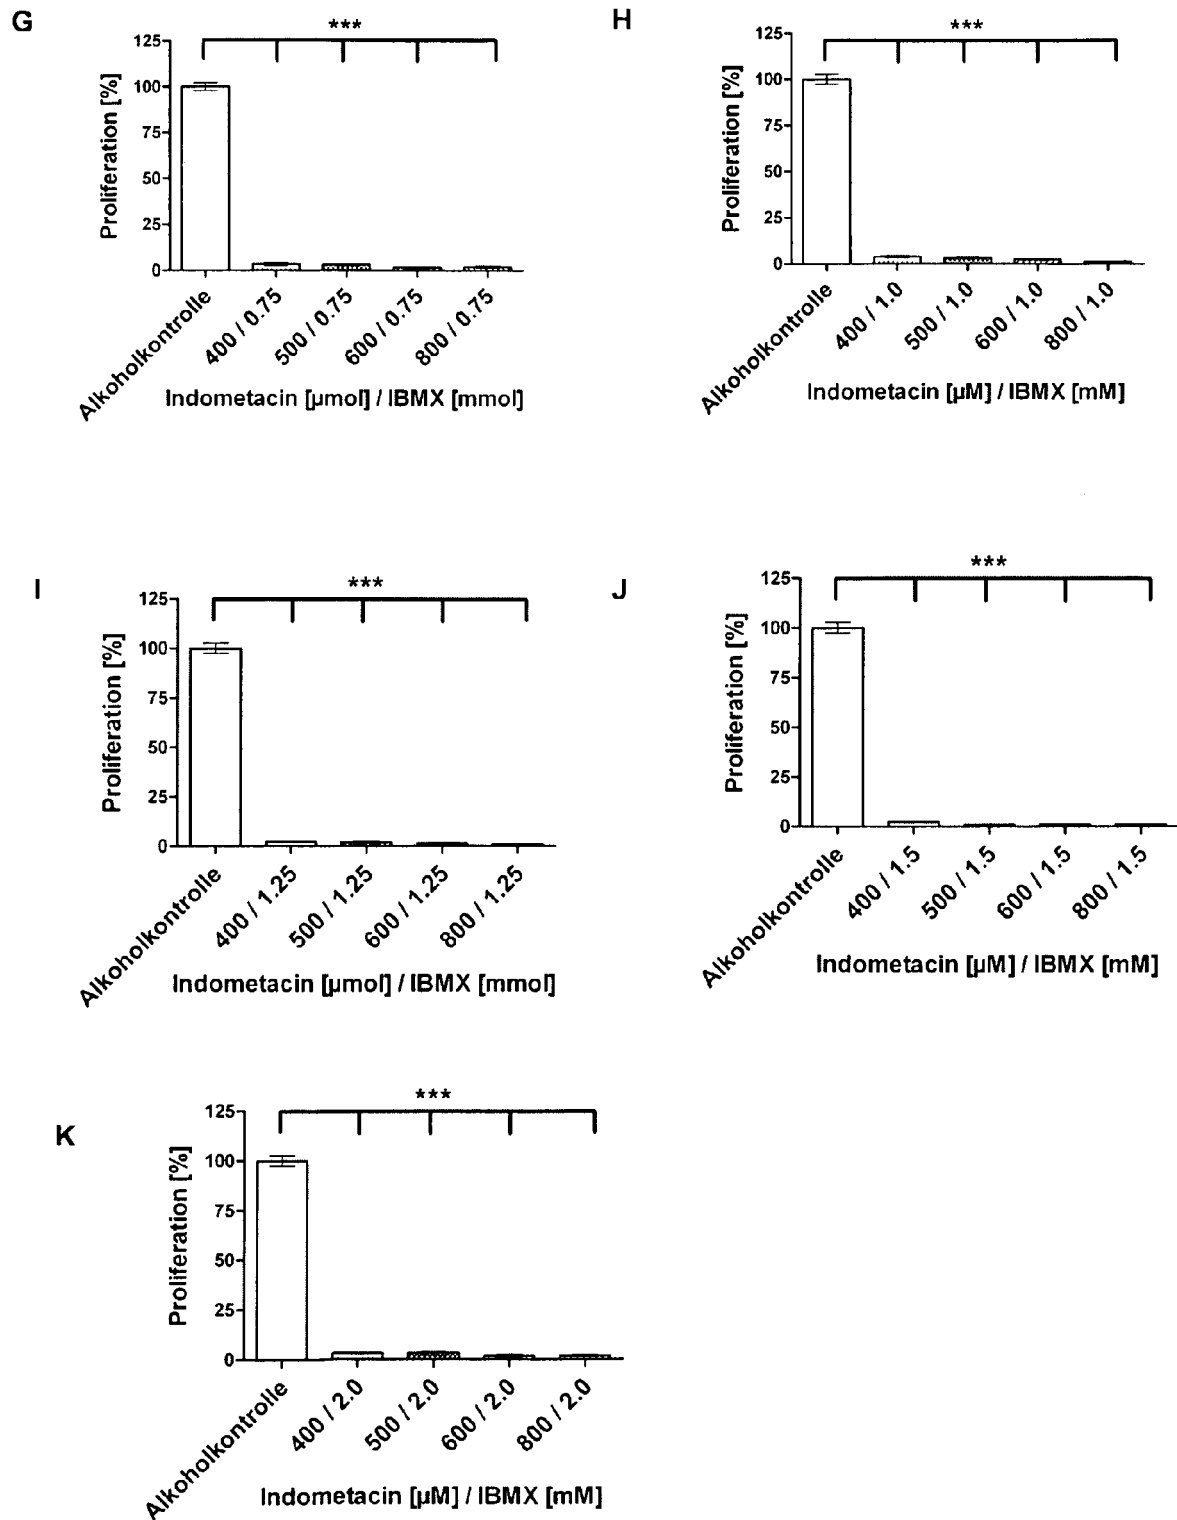 G
***
Proliferation [%]
125
100
75
50
25
0
Alkoholkontrolle
400 / 0.75
500 / 0.75
600 / 0.75
800 / 0.75
Indometacin [µmol] / IBMX [mmol]
H
***
Proliferation [%]
125
100
75
50
25
0
Alkoholkontrolle
400 / 1.0
500 / 1.0
600 / 1.0
800 / 1.0
Indometacin [µM] / IBMX [mM]
I
***
Proliferation [%]
125
100
75
50
25
0
Alkoholkontrolle
400 / 1.25
500 / 1.25
600 / 1.25
800 / 1.25
Indometacin [µmol] / IBMX [mmol]
J
***
Proliferation [%]
125
100
75
50
25
0
Alkoholkontrolle
400 / 1.5
500 / 1.5
600 / 1.5
800 / 1.5
Indometacin [µM] / IBMX [mM]
K
***
Proliferation [%]
125
100
75
50
25
0
Alkoholkontrolle
400 / 2.0
500 / 2.0
600 / 2.0
800 / 2.0
Indometacin [µM] / IBMX [mM]